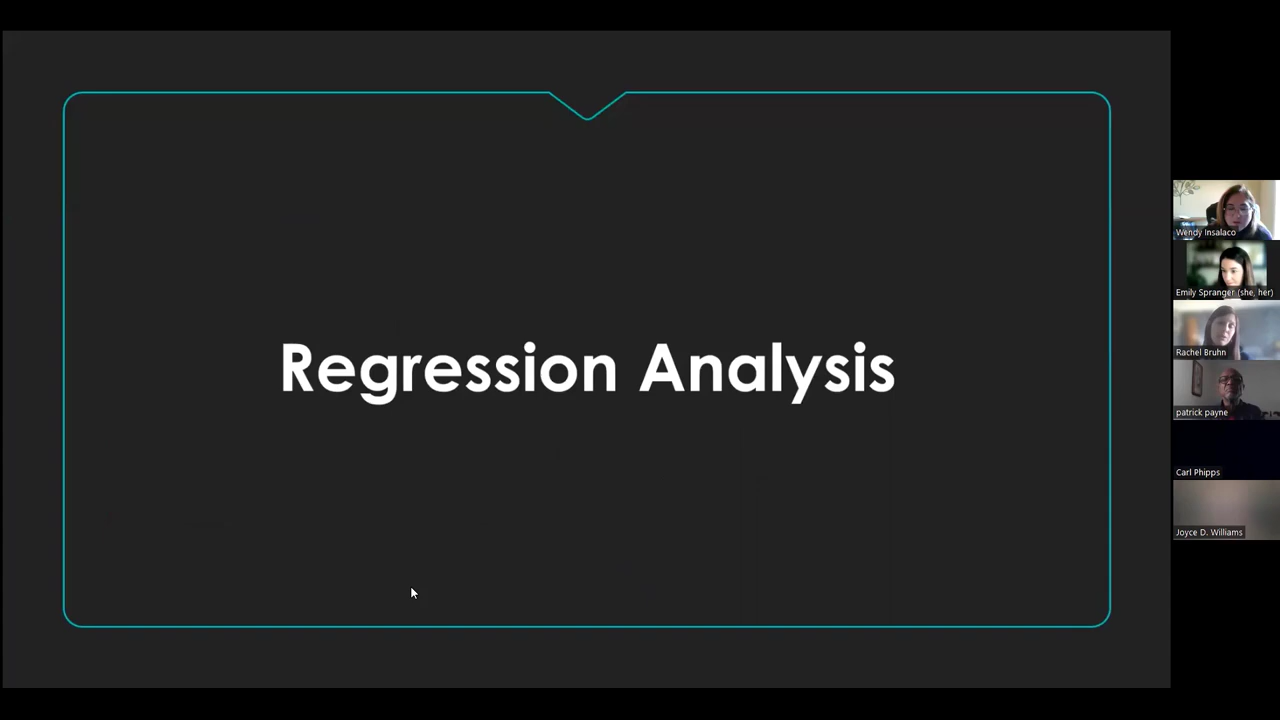 Regression Analysis
Wendy Insalaco
Emily Spranger (she, her)
Rachel Bruhn
patrick payne
Carl Phipps
Joyce D. Williams